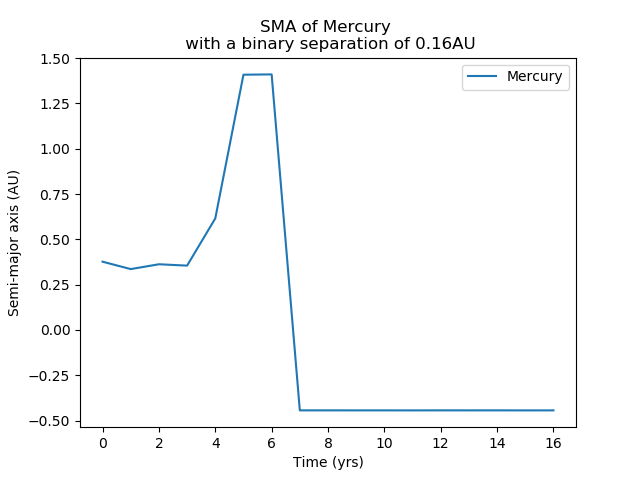 SMA of Mercury
with a binary separation of 0.16AU
Mercury
1.50
1.25
1.00
0.75
0.50
0.25
0.00
−0.25
−0.50
Semi-major axis (AU)
0 2 4 6 8 10 12 14 16
Time (yrs)